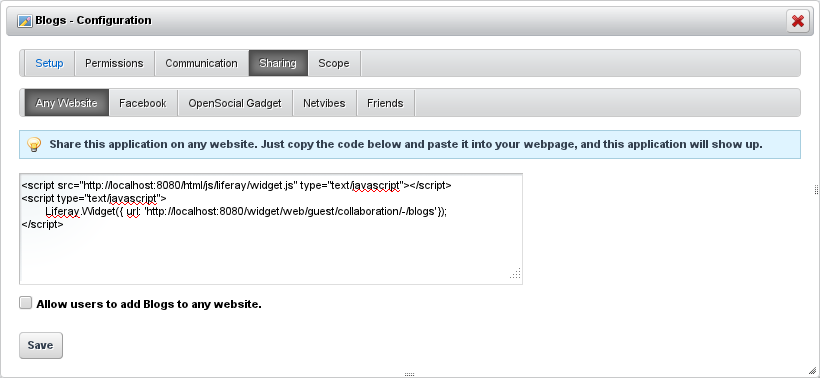 Blogs - Configuration
Setup Permissions Communication Sharing Scope
Any Website Facebook OpenSocial Gadget Netvibes Friends
Share this application on any website. Just copy the code below and paste it into your webpage, and this application will show up.
<script src="http://localhost:8080/html/js/liferay/widget.js" type="text/javascript"></script>
<script type="text/javascript">
Liferay.Widget({ url: 'http://localhost:8080/widget/web/guest/collaboration/-/blogs'});
</script>
Allow users to add Blogs to any website.
Save